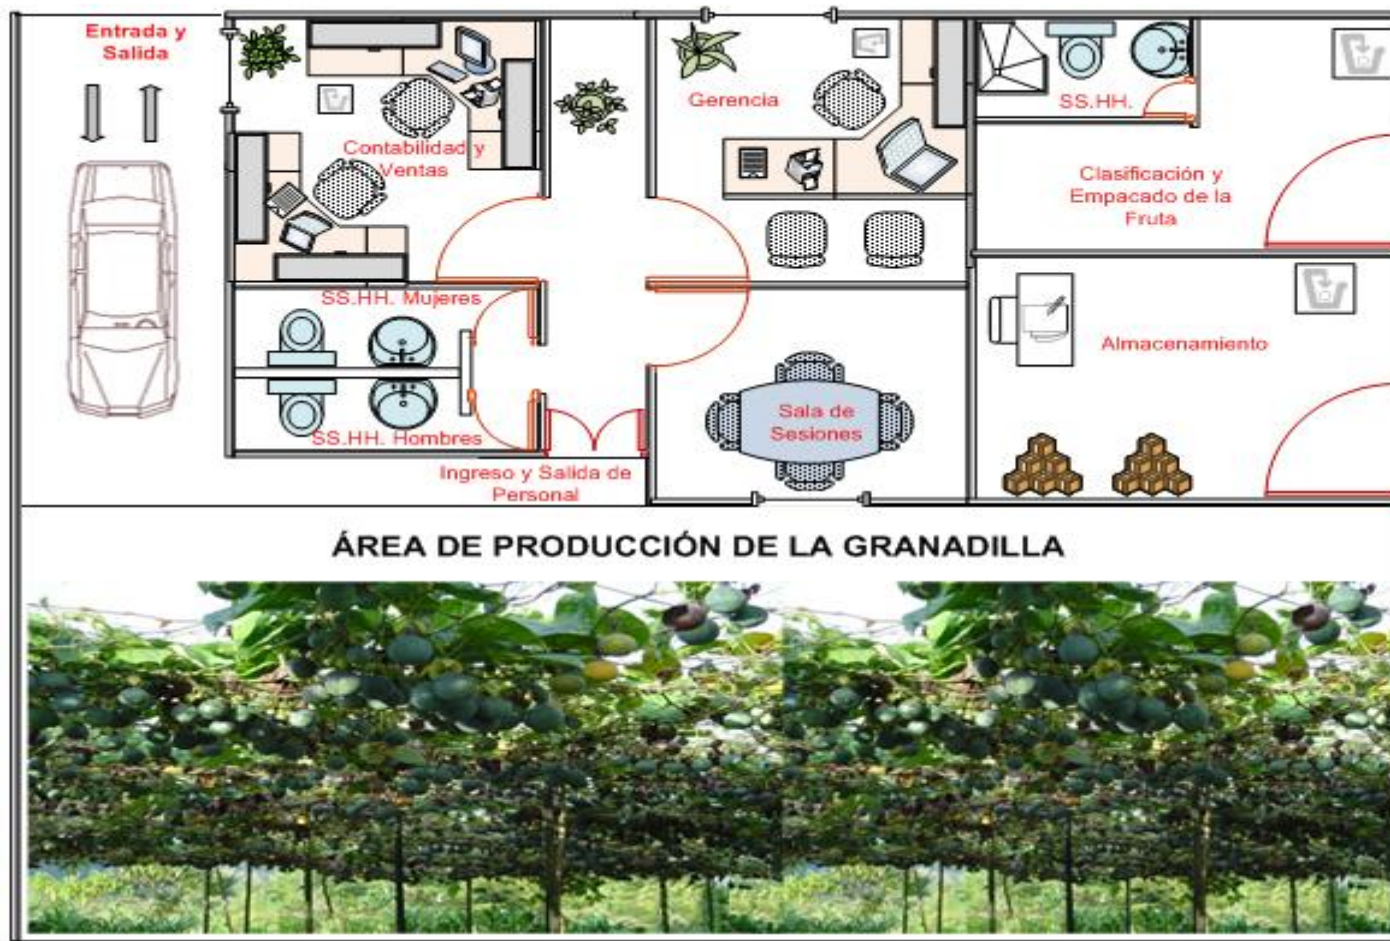 Entrada y
Salida
Contabilidad y
Ventas
Gerencia
SS.HH.
Clasificación y
Empacado de la
Fruta
SS.HH. Mujeres
SS.HH. Hombres
Almacenamiento
Sala de
Sesiones
Ingreso y Salida de
Personal
ÁREA DE PRODUCCIÓN DE LA GRANADILLA